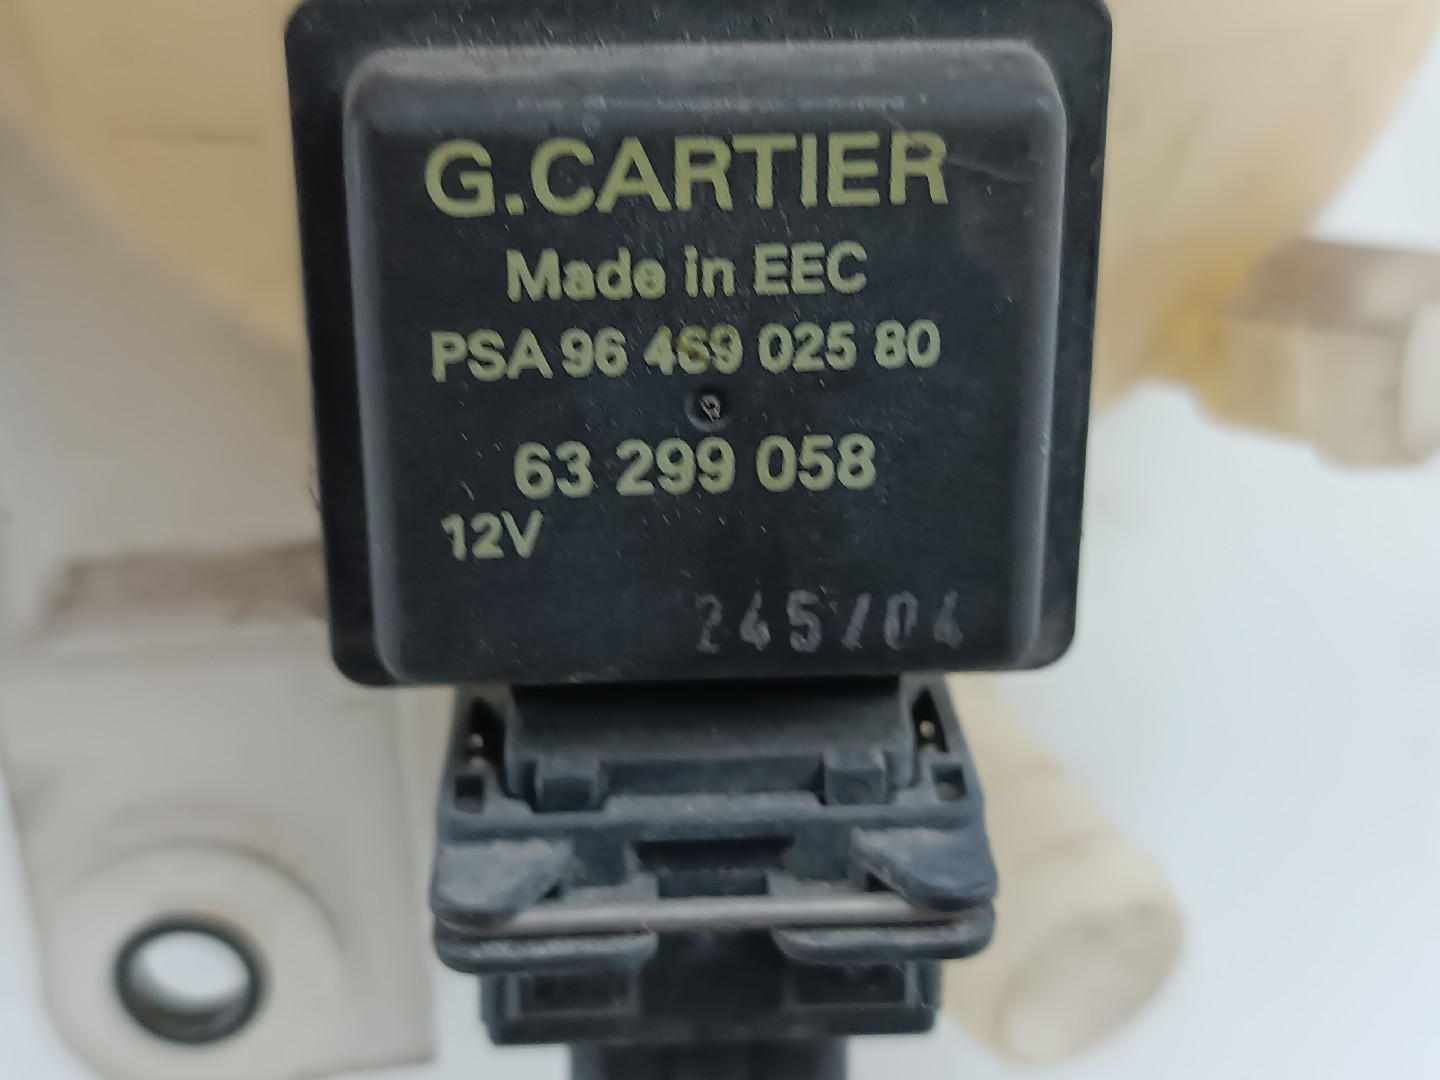 G.CARTIER
Made in EEC
PSA 96 469 025 80
63 299 058
12V
245/04